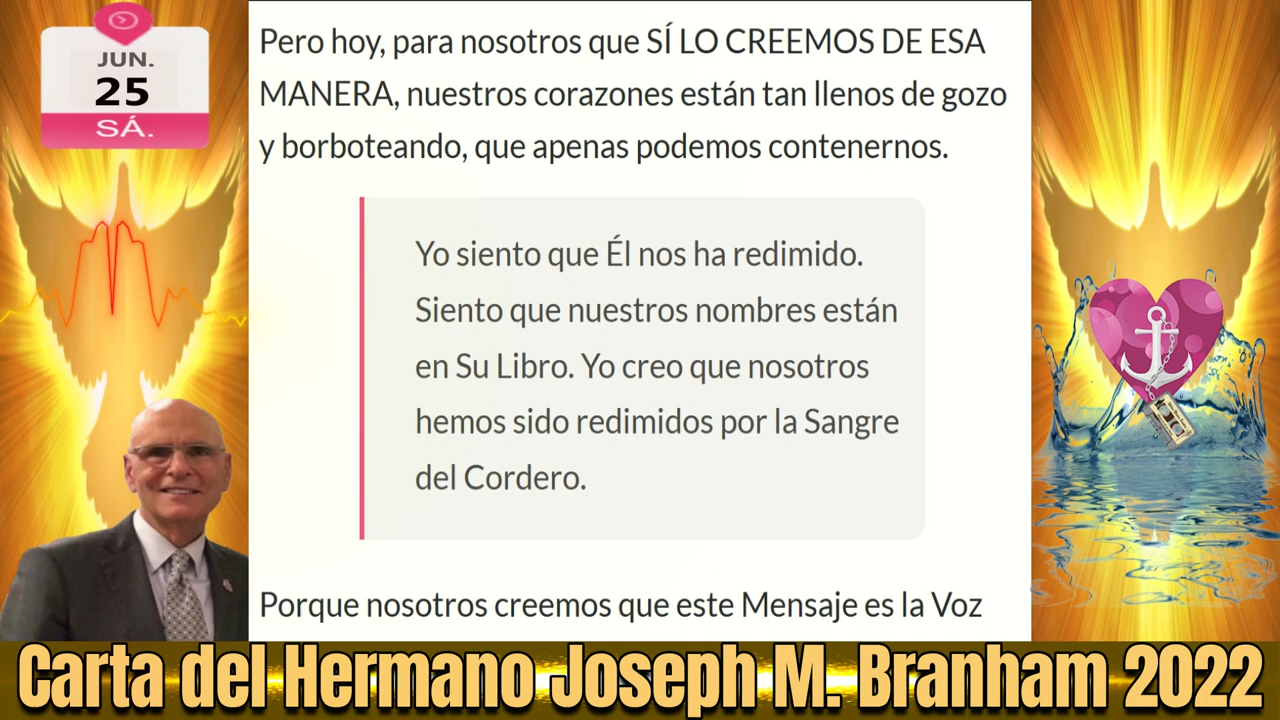 JUN.
25
SÁ.
Pero hoy, para nosotros que SÍ LO CREEMOS DE ESA
MANERA, nuestros corazones están tan llenos de gozo
y borboteando, que apenas podemos contenernos.
Yo siento que Él nos ha redimido.
Siento que nuestros nombres están
en Su Libro. Yo creo que nosotros
hemos sido redimidos por la Sangre
del Cordero.
Porque nosotros creemos que este Mensaje es la Voz
Carta del Hermano Joseph M. Branham 2022